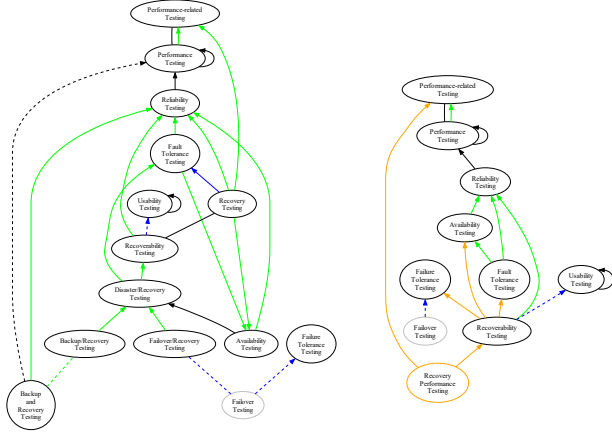 Performance-related
Testing
Performance
Testing
Reliability
Testing
Fault
Tolerance
Testing
Usability
Testing
Recovery
Testing
Recoverability
Testing
Disaster/Recovery
Testing
Backup/Recovery
Testing
Failover/Recovery
Testing
Availability
Testing
Failure
Tolerance
Testing
Backup
and
Recovery
Testing
Failover
Testing
Performance-related
Testing
Performance
Testing
Reliability
Testing
Availability
Testing
Failure
Tolerance
Testing
Fault
Tolerance
Testing
Usability
Testing
Failover
Testing
Recoverability
Testing
Recovery
Performance
Testing